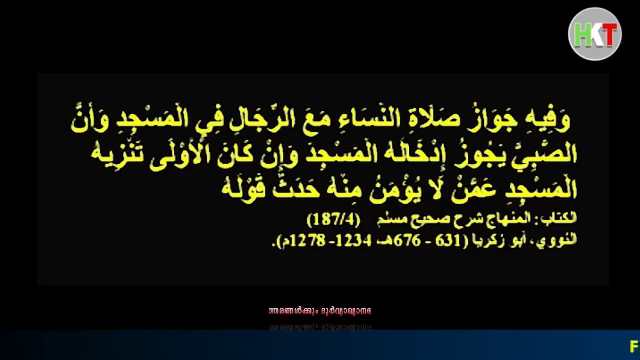 HKT
وَفِيهِ جَوَازُ صَلَاةِ النِّسَاءِ مَعَ الرِّجَالِ فِي الْمَسْجِدِ وَأَنَّ
الصَّبِيَّ يَجُوزُ إِدْخَالُهُ الْمَسْجِدَ وَإِنْ كَانَ الْأَوْلَى تَنْزِيهُ
الْمَسْجِدِ عَمَّنْ لَا يُؤْمَنُ مِنْهُ حَدَثٌ قَوْلُهُ
الكتاب: المنهاج شرح صحيح مسلم (187/4)
النووي، أبو زكريا (631 - 676هـ، 1234- 1278م).
ദുർവ്യാഖ്യാന
F